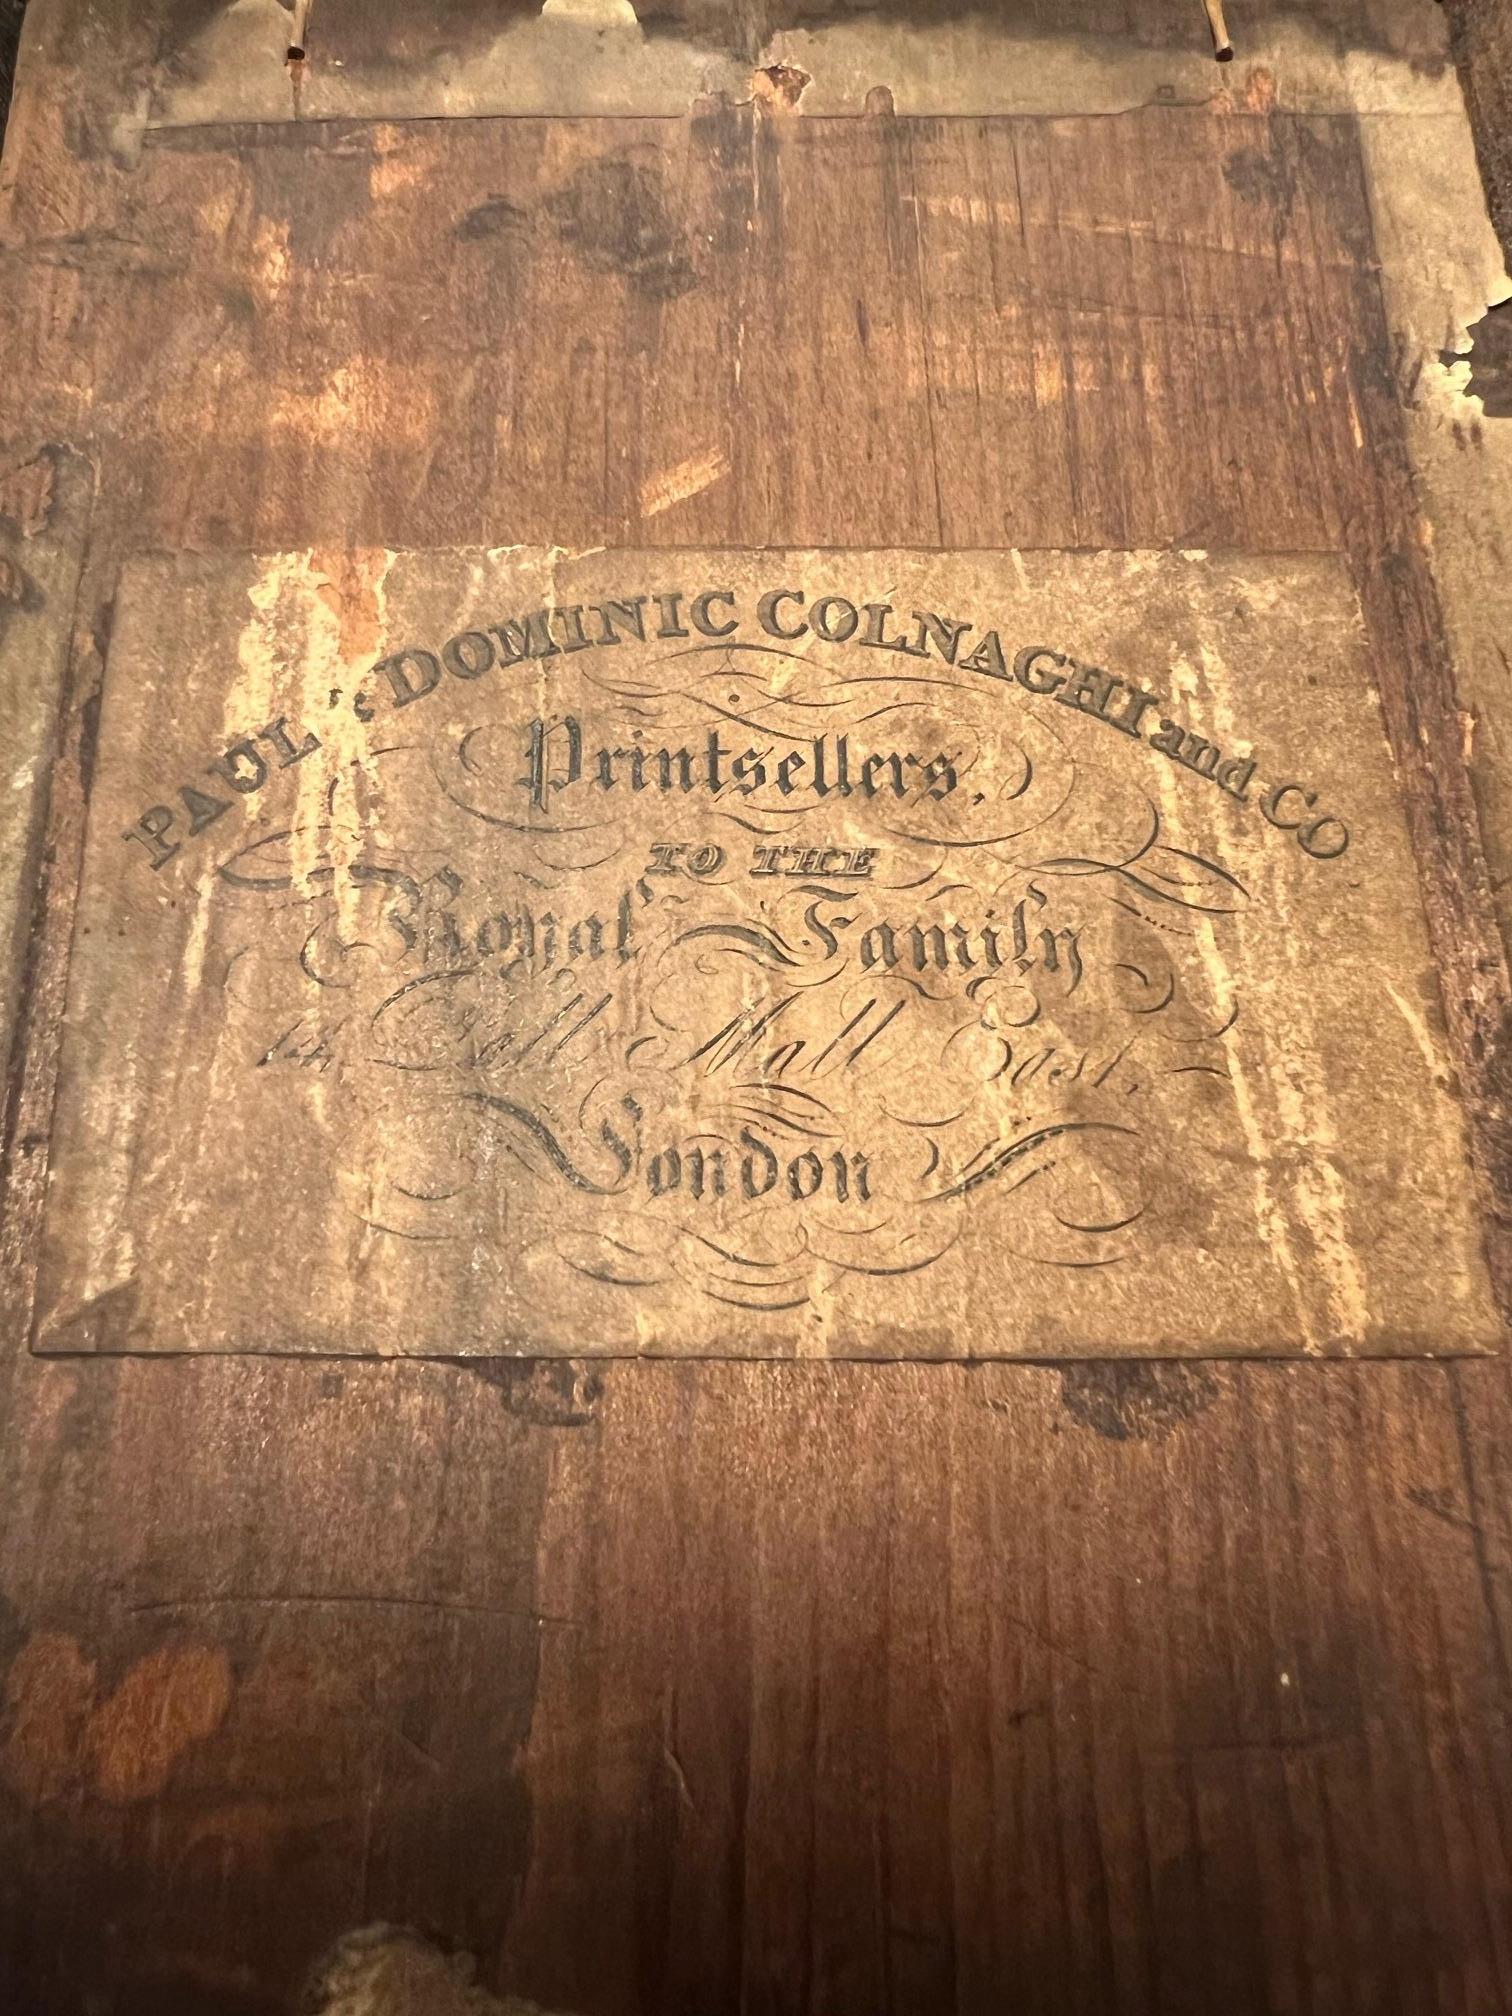 PAUL & DOMINIC COLNAGHI and CO
Printsellers,
TO THE
Royal Family
14, Pall Mall East,
London